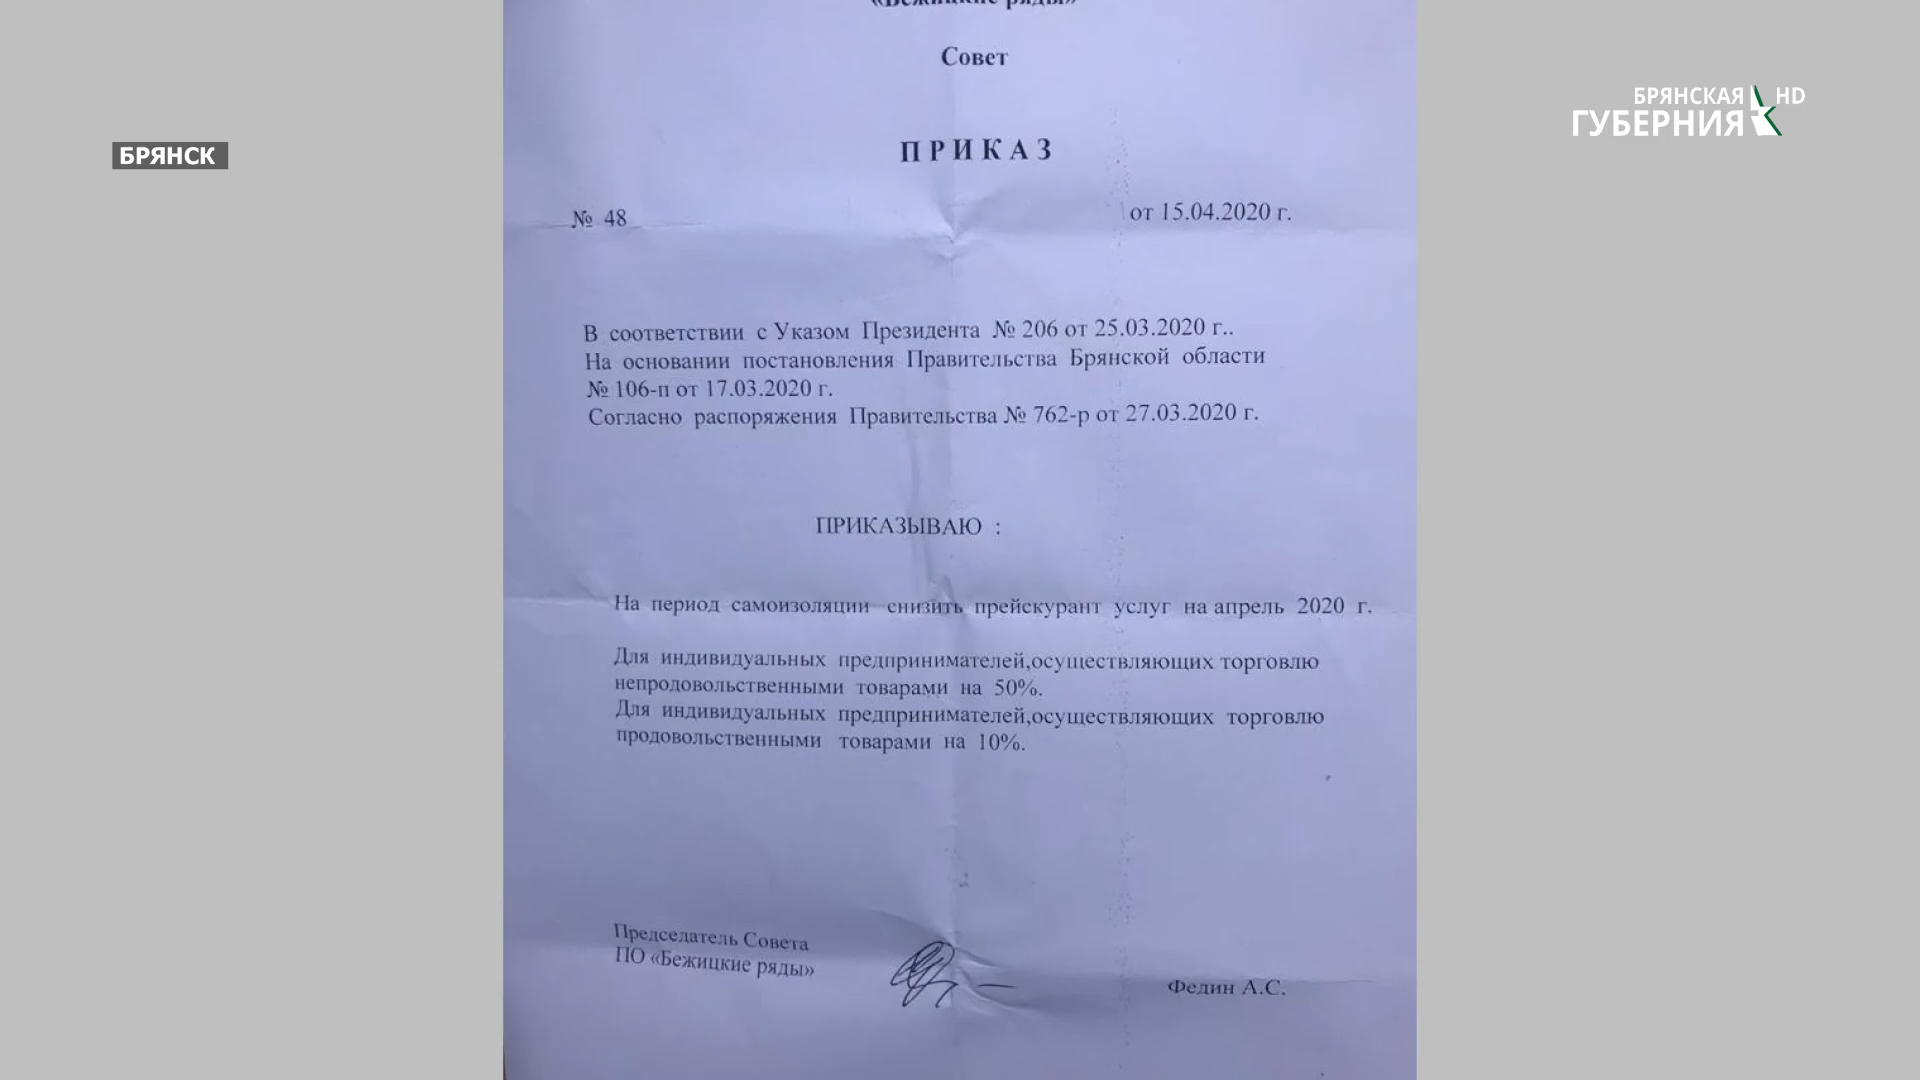 «Бежицкие ряды»
Совет
БРЯНСКАЯ HD
ГУБЕРНИЯ
БРЯНСК
ПРИКАЗ
№ 48
от 15.04.2020 г.
В соответствии с Указом Президента № 206 от 25.03.2020 г..
На основании постановления Правительства Брянской области
№ 106-п от 17.03.2020 г.
Согласно распоряжения Правительства № 762-р от 27.03.2020 г.
ПРИКАЗЫВАЮ :
На период самоизоляции снизить прейскурант услуг на апрель 2020 г.
Для индивидуальных предпринимателей,осуществляющих торговлю
непродовольственными товарами на 50%.
Для индивидуальных предпринимателей,осуществляющих торговлю
продовольственными товарами на 10%.
Председатель Совета
ПО «Бежицкие ряды»
Федин А.С.